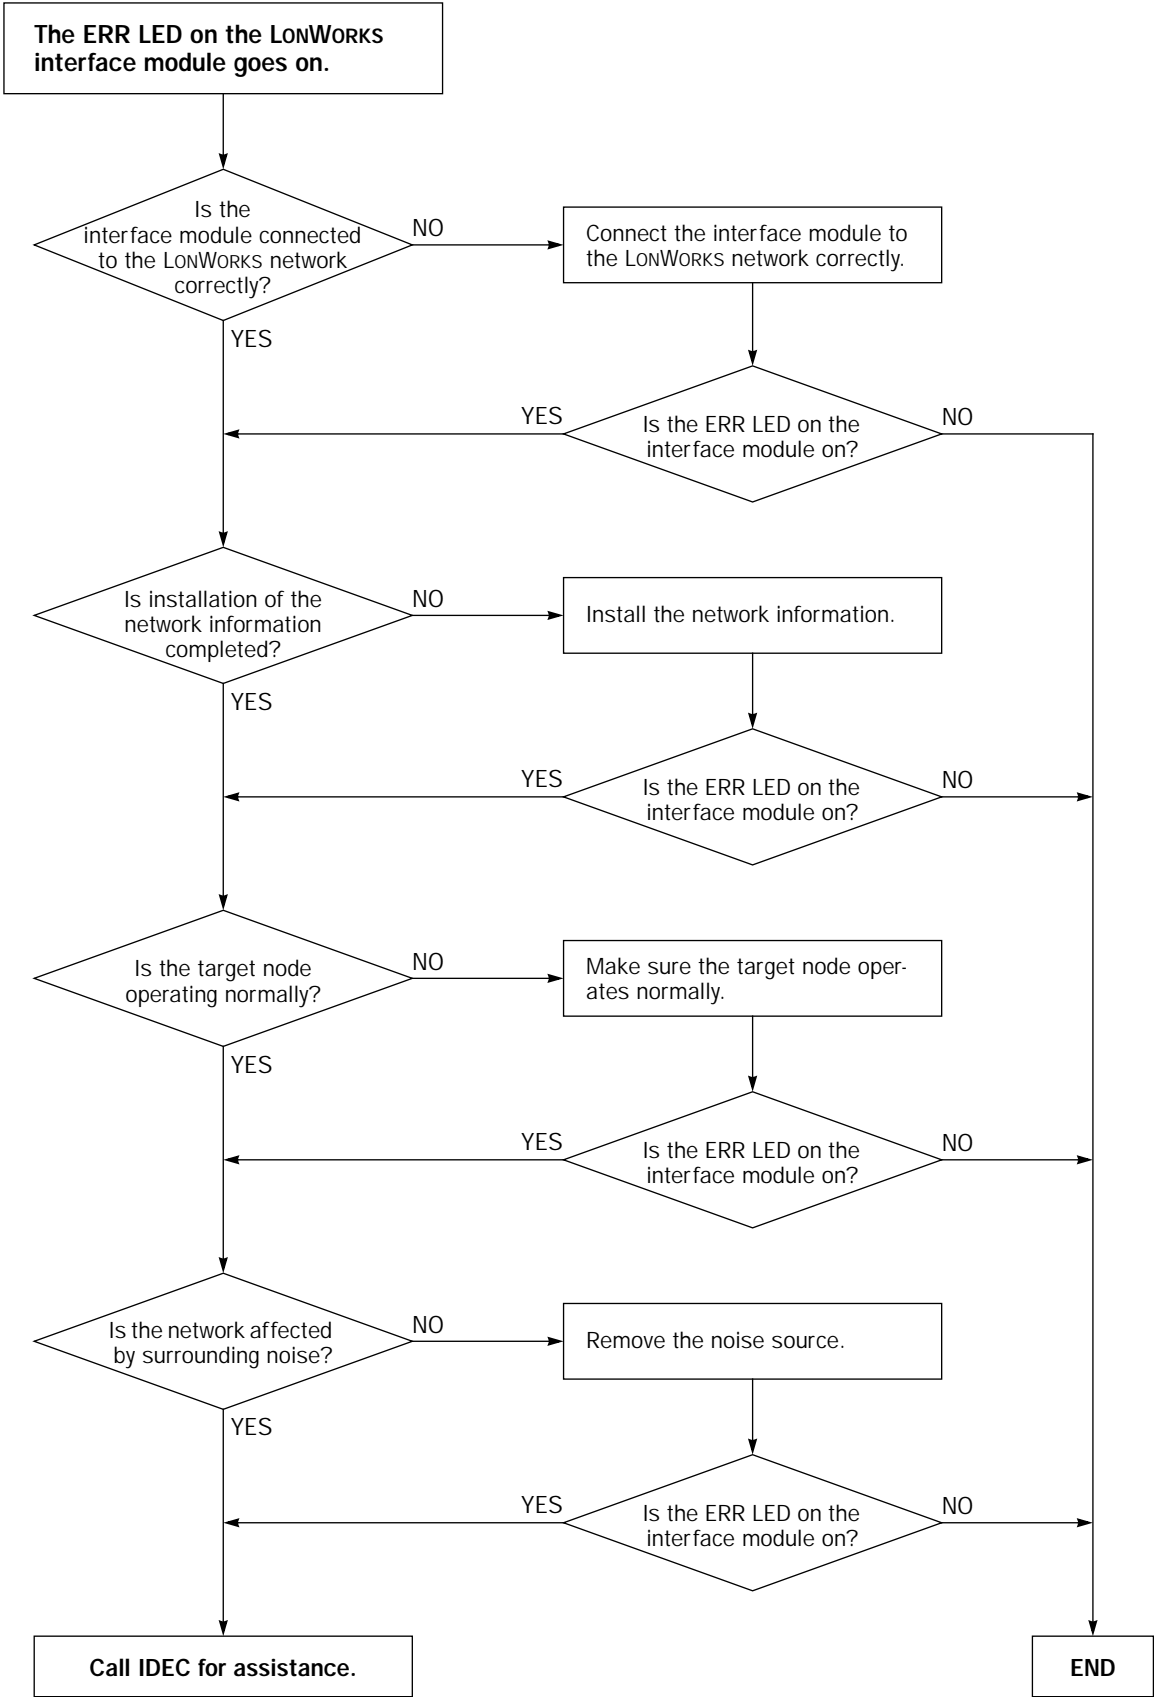 The ERR LED on the LONWORKS
interface module goes on.
Is the
interface module connected
to the LONWORKS network
correctly?
NO
Connect the interface module to
the LONWORKS network correctly.
YES
YES
Is the ERR LED on the
interface module on?
NO
Is installation of the
network information
completed?
NO
Install the network information.
YES
YES
Is the ERR LED on the
interface module on?
NO
Is the target node
operating normally?
NO
Make sure the target node oper-
ates normally.
YES
YES
Is the ERR LED on the
interface module on?
NO
Is the network affected
by surrounding noise?
NO
Remove the noise source.
YES
YES
Is the ERR LED on the
interface module on?
NO
Call IDEC for assistance.
END